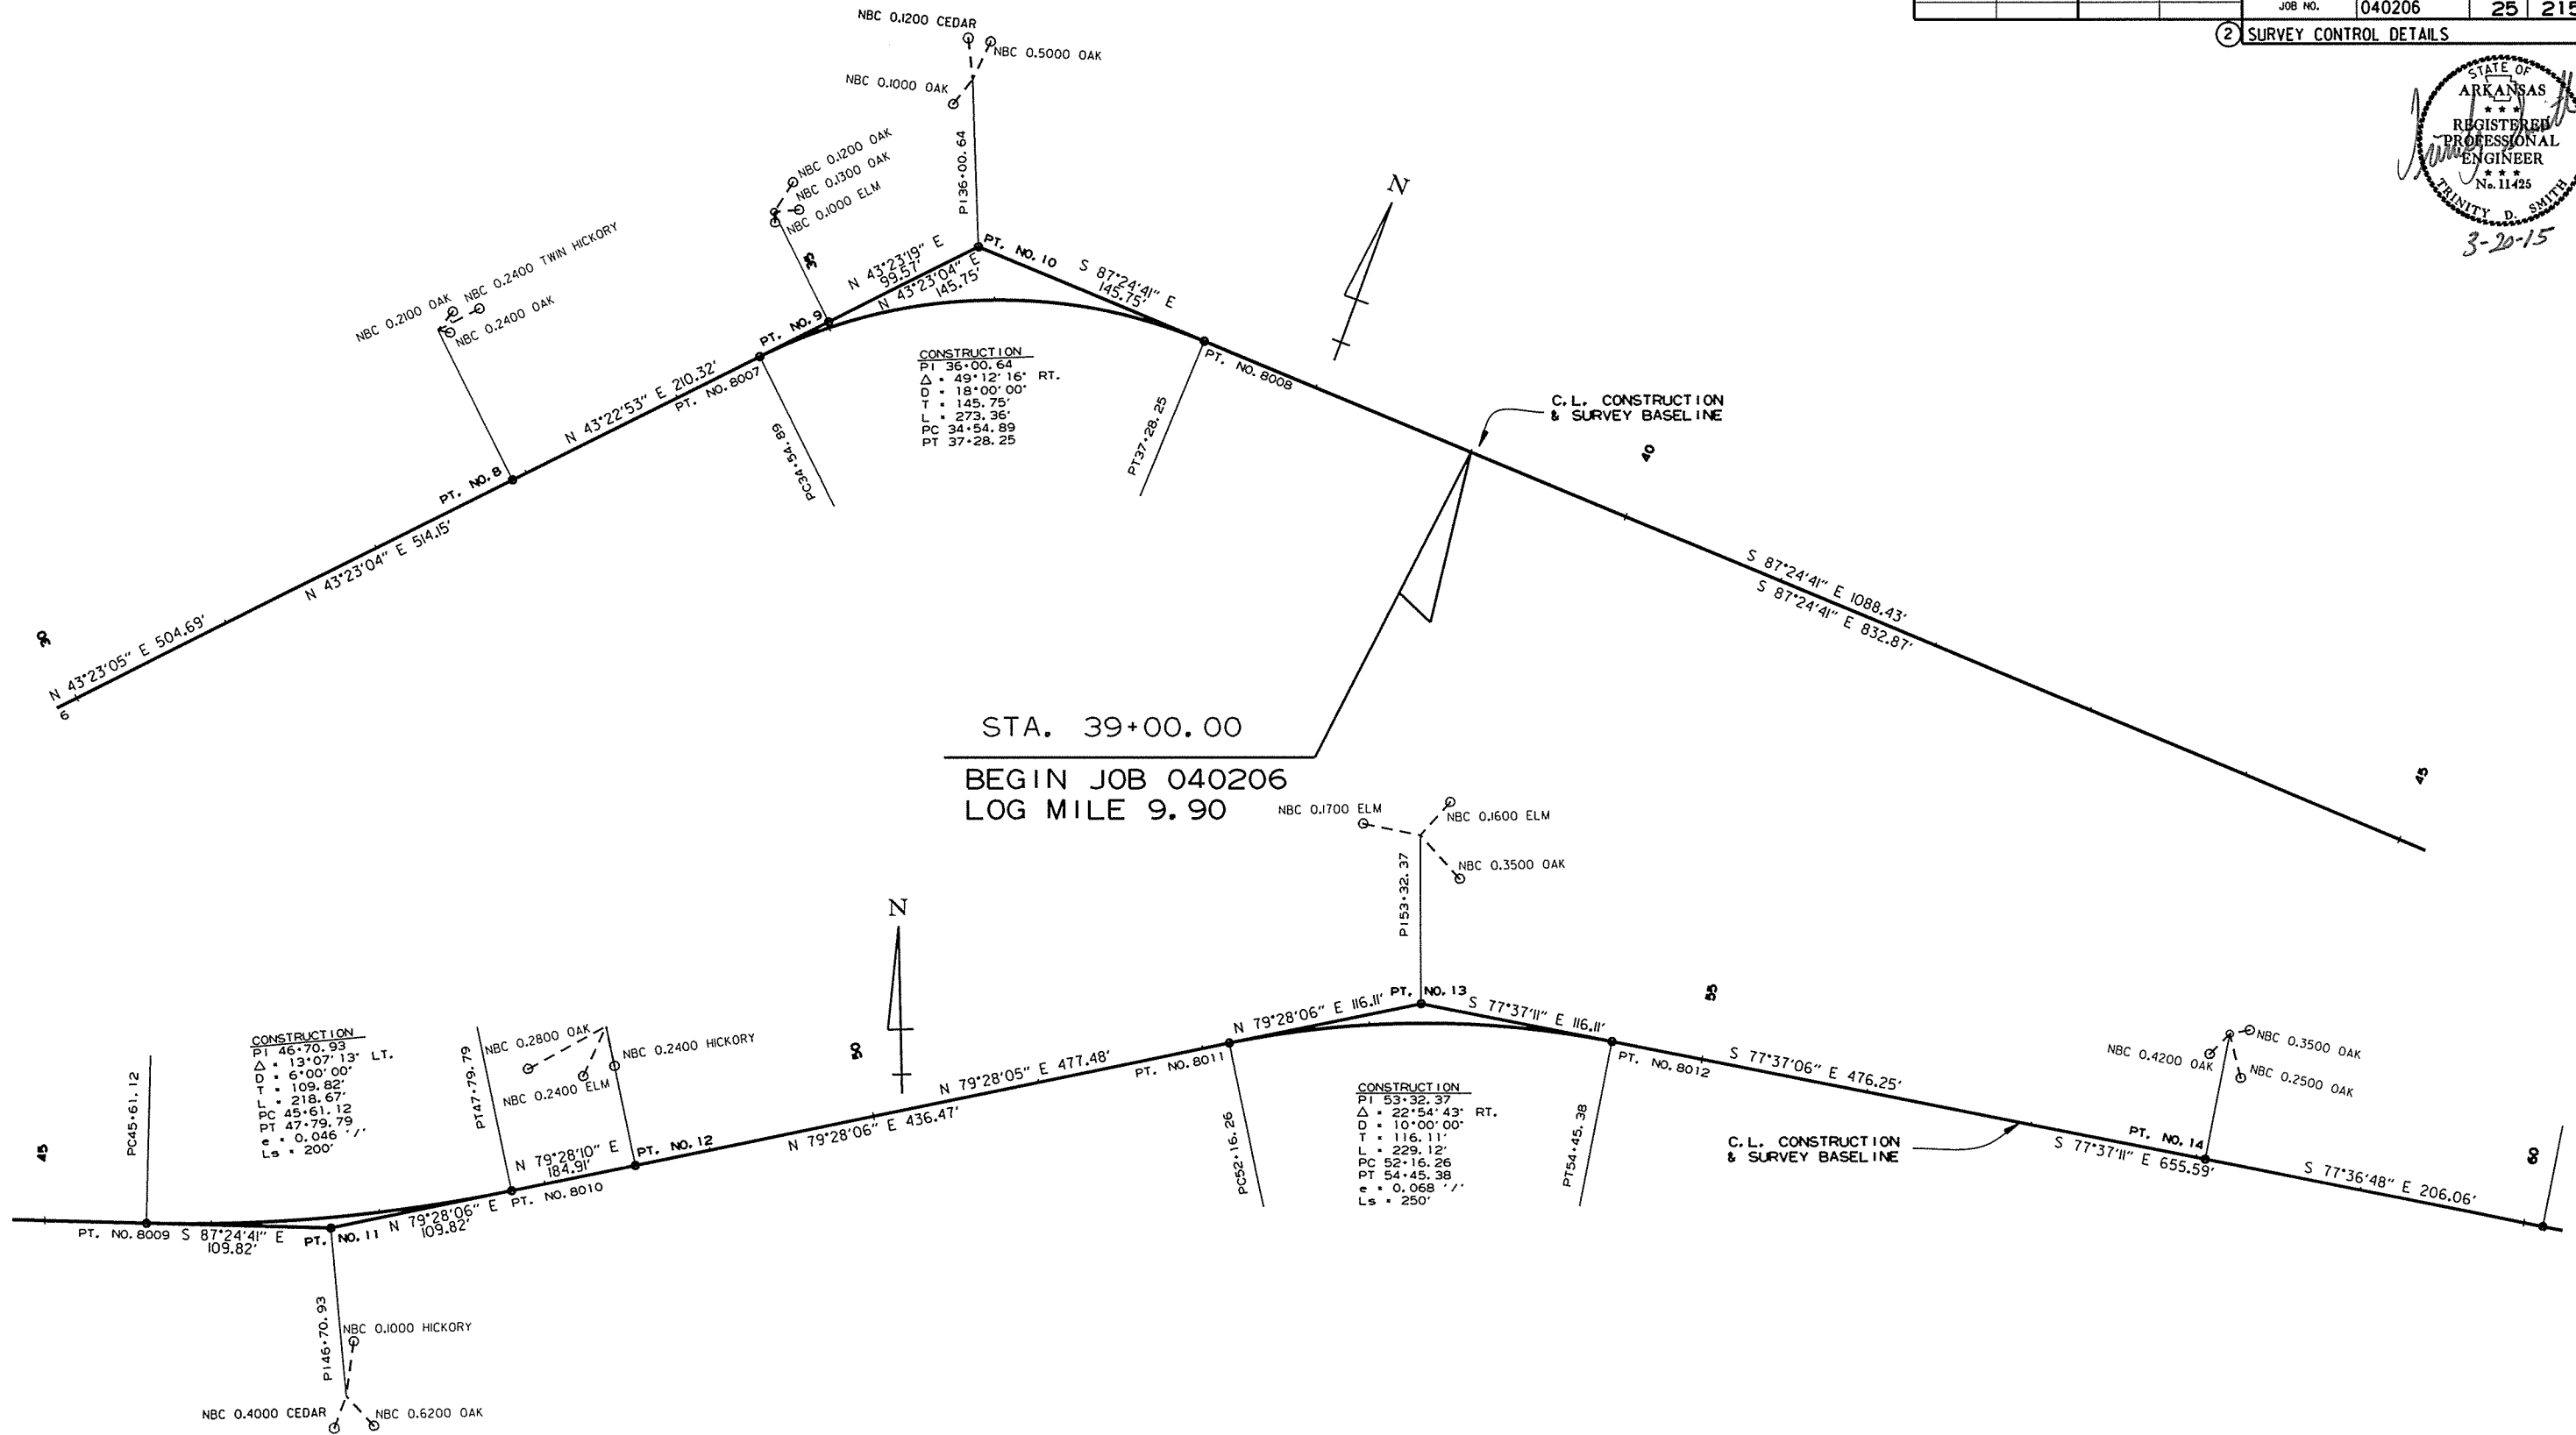 JOB NO. 040206 25 215
2 SURVEY CONTROL DETAILS
STATE OF
ARKANSAS
★ ★ ★
REGISTERED
PROFESSIONAL
ENGINEER
★ ★ ★
No. 11425
TRINITY D. SMITH
3-20-15
NBC 0.1200 CEDAR
NBC 0.5000 OAK
NBC 0.1000 OAK
PI36+00.64
NBC 0.1200 OAK
NBC 0.1300 OAK
NBC 0.1000 ELM
35
NBC 0.2400 TWIN HICKORY
NBC 0.2100 OAK
NBC 0.2400 OAK
N
N 43°23'19" E
99.57'
N 43°23'04" E
145.75'
PT. NO. 10
S 87°24'41" E
145.75'
PT. NO. 9
PT. NO. 8007
N 43°22'53" E 210.32'
PT. NO. 8
PC34+54.89
CONSTRUCTION
PI 36+00.64
Δ = 49°12'16" RT.
D = 18°00'00"
T = 145.75'
L = 273.36'
PC 34+54.89
PT 37+28.25
PT. NO. 8008
PT37+28.25
C.L. CONSTRUCTION
& SURVEY BASELINE
40
N 43°23'04" E 514.15'
30
N 43°23'05" E 504.69'
6
S 87°24'41" E 1088.43'
S 87°24'41" E 832.87'
45
STA. 39+00.00
BEGIN JOB 040206
LOG MILE 9.90
NBC 0.1700 ELM
NBC 0.1600 ELM
NBC 0.3500 OAK
PI53+32.37
N
45
PC45+61.12
CONSTRUCTION
PI 46+70.93
Δ = 13°07'13" LT.
D = 6°00'00"
T = 109.82'
L = 218.67'
PC 45+61.12
PT 47+79.79
e = 0.046 '/'
Ls = 200'
PT47+79.79
NBC 0.2800 OAK
NBC 0.2400 HICKORY
NBC 0.2400 ELM
50
PT. NO. 8009
S 87°24'41" E
109.82'
PT. NO. 11
N 79°28'06" E
109.82'
PT. NO. 8010
N 79°28'10" E
184.91'
PT. NO. 12
N 79°28'05" E 477.48'
N 79°28'06" E 436.47'
PT. NO. 8011
N 79°28'06" E 116.11'
PT. NO. 13
S 77°37'11" E 116.11'
PT. NO. 8012
55
PC52+16.26
CONSTRUCTION
PI 53+32.37
Δ = 22°54'43" RT.
D = 10°00'00"
T = 116.11'
L = 229.12'
PC 52+16.26
PT 54+45.38
e = 0.068 '/'
Ls = 250'
PT54+45.38
S 77°37'06" E 476.25'
C.L. CONSTRUCTION
& SURVEY BASELINE
S 77°37'11" E 655.59'
PT. NO. 14
NBC 0.3500 OAK
NBC 0.4200 OAK
NBC 0.2500 OAK
S 77°36'48" E 206.06'
60
PI46+70.93
NBC 0.1000 HICKORY
NBC 0.4000 CEDAR
NBC 0.6200 OAK